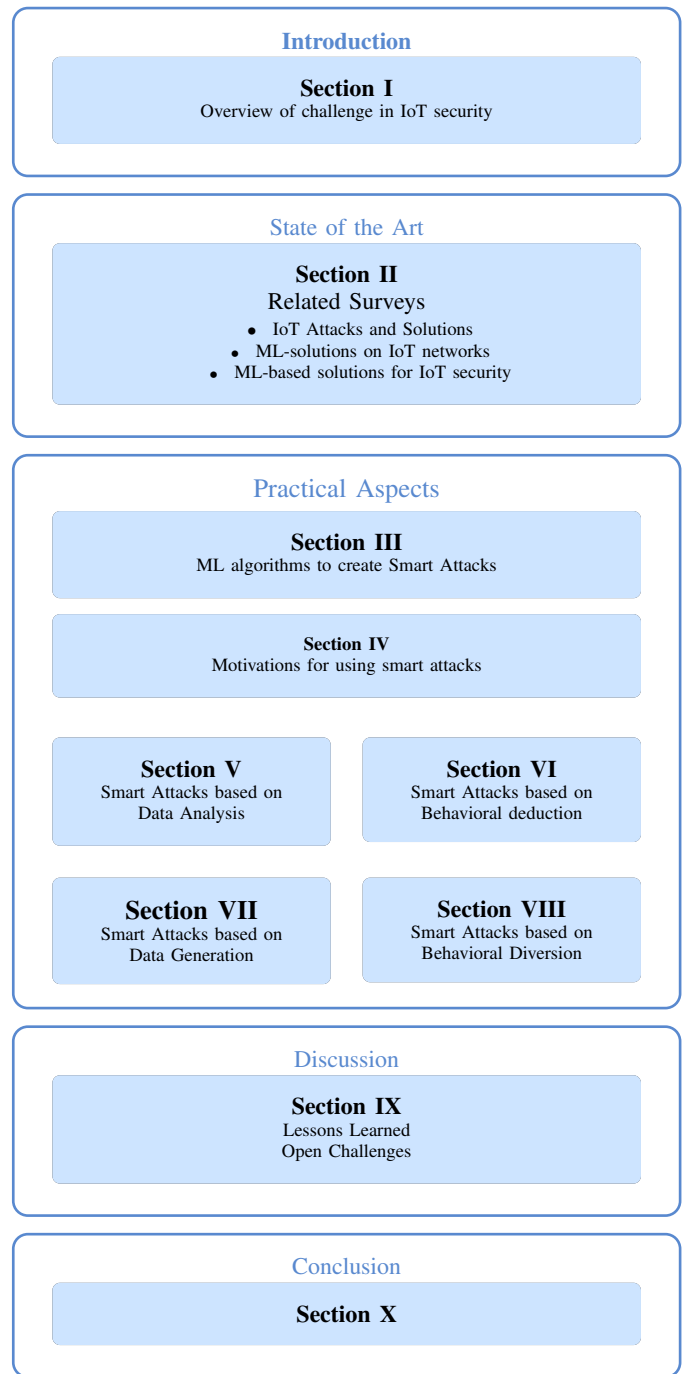 Introduction
Section I
Overview of challenge in IoT security
State of the Art
Section II
Related Surveys
• IoT Attacks and Solutions
• ML-solutions on IoT networks
• ML-based solutions for IoT security
Practical Aspects
Section III
ML algorithms to create Smart Attacks
Section IV
Motivations for using smart attacks
Section V
Smart Attacks based on
Data Analysis
Section VI
Smart Attacks based on
Behavioral deduction
Section VII
Smart Attacks based on
Data Generation
Section VIII
Smart Attacks based on
Behavioral Diversion
Discussion
Section IX
Lessons Learned
Open Challenges
Conclusion
Section X